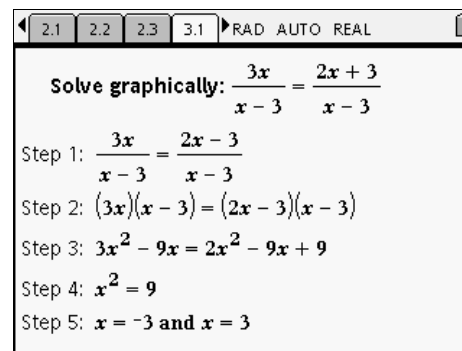 2.1 2.2 2.3 3.1 RAD AUTO REAL
Solve graphically: 3x/(x − 3) = (2x + 3)/(x − 3)
Step 1: 3x/(x − 3) = (2x − 3)/(x − 3)
Step 2: (3x)(x − 3) = (2x − 3)(x − 3)
Step 3: 3x² − 9x = 2x² − 9x + 9
Step 4: x² = 9
Step 5: x = ⁻3 and x = 3